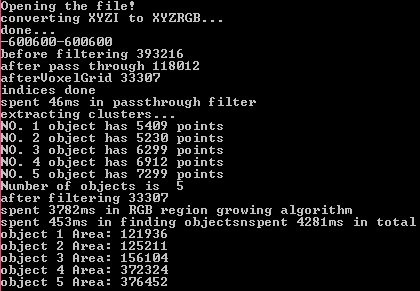 Opening the file!
converting XYZI to XYZRGB...
done...
-600600-600600
before filtering 393216
after pass through 118012
afterVoxelGrid 33307
indices done
spent 46ms in passthrough filter
extracting clusters...
NO. 1 object has 5409 points
NO. 2 object has 5230 points
NO. 3 object has 6299 points
NO. 4 object has 6912 points
NO. 5 object has 7299 points
Number of objects is  5
after filtering 33307
spent 3782ms in RGB region growing algorithm
spent 453ms in finding objectsnspent 4281ms in total
object 1 Area: 121936
object 2 Area: 125211
object 3 Area: 156104
object 4 Area: 372324
object 5 Area: 376452